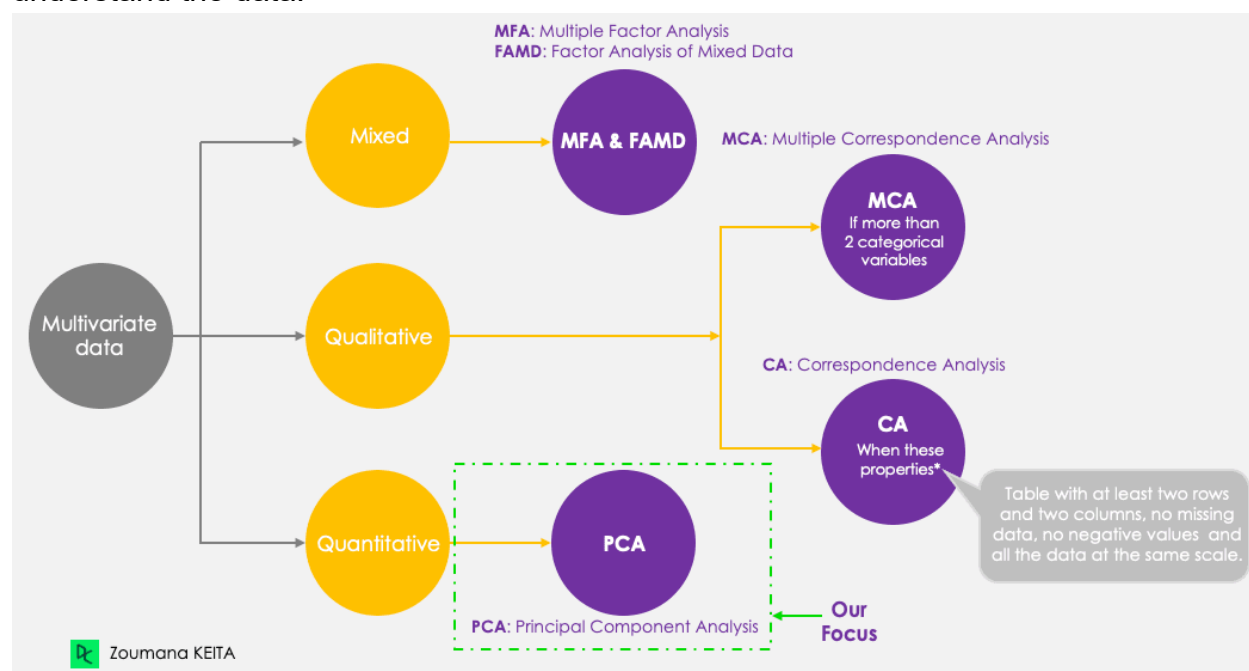 MFA: Multiple Factor Analysis
FAMD: Factor Analysis of Mixed Data
Mixed
MFA & FAMD
MCA: Multiple Correspondence Analysis
MCA
If more than
2 categorical
variables
Multivariate
data
Qualitative
CA: Correspondence Analysis
CA
When these
properties*
Table with at least two rows
and two columns, no missing
data, no negative values and
all the data at the same scale.
Quantitative
PCA
PCA: Principal Component Analysis
Our
Focus
Zoumana KEITA